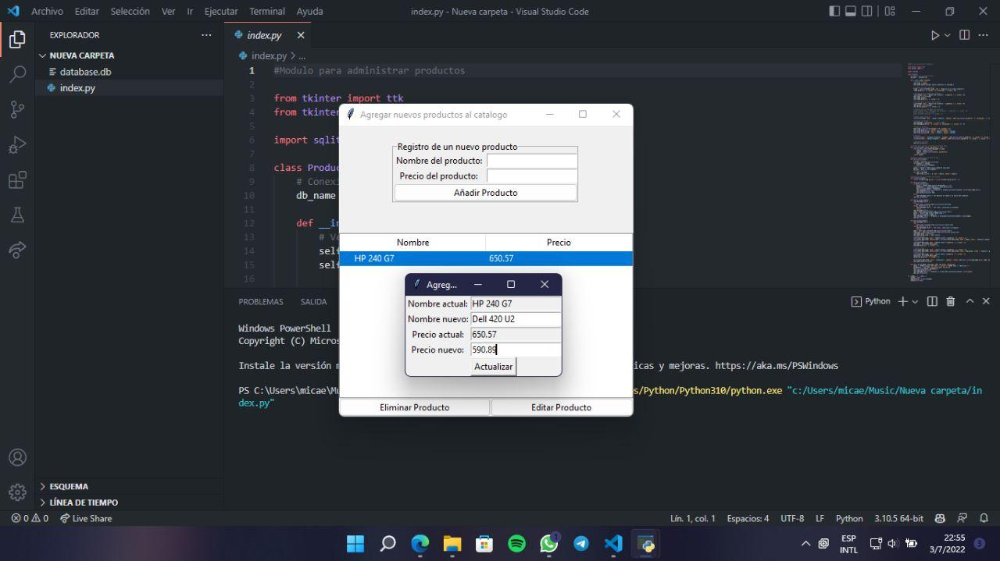 Archivo Editar Selección Ver Ir Ejecutar Terminal Ayuda
index.py - Nueva carpeta - Visual Studio Code
EXPLORADOR
NUEVA CARPETA
database.db
index.py
ESQUEMA
LÍNEA DE TIEMPO
index.py
index.py > ...
1 #Modulo para administrar productos
2
3 from tkinter import ttk
4 from tkinter
5
6 import sqlit
7
8 class Produc
9 # Conexi
10 db_name
11
12 def __in
13 # Ve
14 self
15 self
16
Agregar nuevos productos al catalogo
Registro de un nuevo producto
Nombre del producto:
Precio del producto:
Añadir Producto
Nombre Precio
HP 240 G7 650.57
Agreg...
Nombre actual: HP 240 G7
Nombre nuevo: Dell 420 U2
Precio actual: 650.57
Precio nuevo: 590.89
Actualizar
Eliminar Producto Editar Producto
PROBLEMAS SALIDA
Python
Windows PowerShell
Copyright (C) Micros
Instale la versión m icas y mejoras. https://aka.ms/PSWindows
PS C:\Users\micae\Mu s/Python/Python310/python.exe "c:/Users/micae/Music/Nueva carpeta/in
dex.py"
0 0 Live Share
Lín. 1, col. 1 Espacios: 4 UTF-8 LF Python 3.10.5 64-bit
1
ESP
INTL
22:55
3/7/2022
3